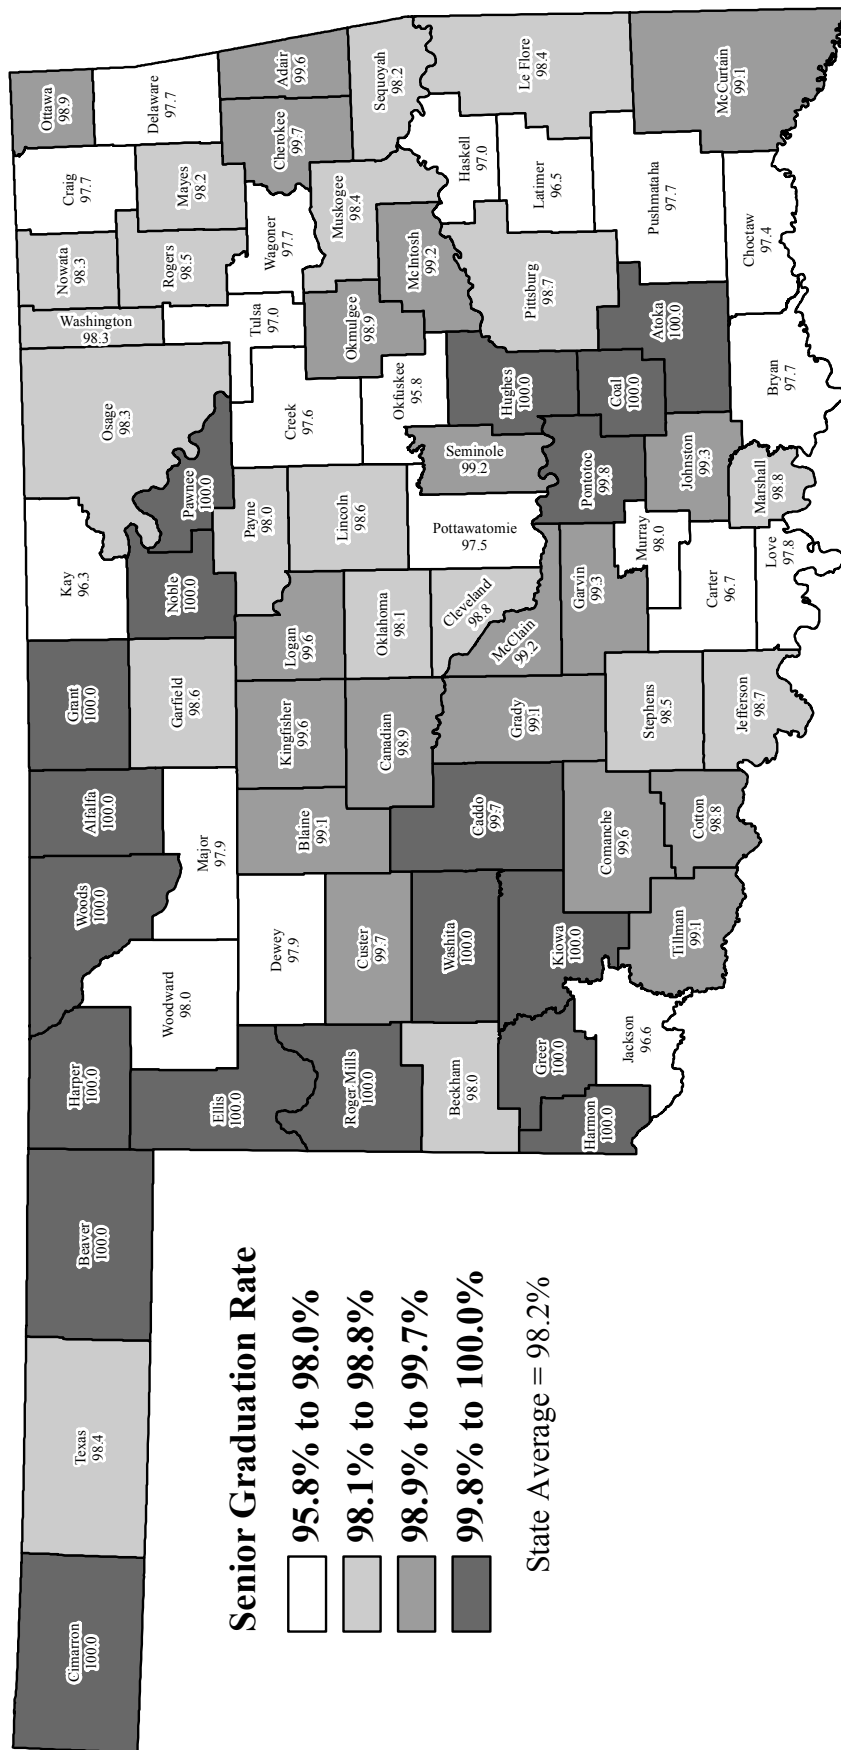 Cimarron
100.0
Texas
98.4
Beaver
100.0
Harper
100.0
Woods
100.0
Alfalfa
100.0
Grant
100.0
Kay
96.3
Osage
98.3
Washington
98.3
Nowata
98.3
Craig
97.7
Ottawa
98.9
Delaware
97.7
Ellis
100.0
Woodward
98.0
Major
97.9
Garfield
98.6
Noble
100.0
Pawnee
100.0
Rogers
98.5
Mayes
98.2
Roger Mills
100.0
Dewey
97.9
Blaine
99.1
Kingfisher
99.6
Logan
99.6
Payne
98.0
Creek
97.6
Tulsa
97.0
Wagoner
97.7
Cherokee
99.7
Adair
99.6
Custer
99.7
Canadian
98.9
Oklahoma
98.1
Lincoln
98.6
Okfuskee
95.8
Okmulgee
98.9
Muskogee
98.4
Sequoyah
98.2
Beckham
98.0
Washita
100.0
Caddo
99.7
Grady
99.1
McClain
99.2
Cleveland
98.8
Pottawatomie
97.5
Seminole
99.2
Hughes
100.0
McIntosh
99.2
Haskell
97.0
Le Flore
98.4
Harmon
100.0
Greer
100.0
Kiowa
100.0
Comanche
99.6
Stephens
98.5
Garvin
99.3
Murray
98.0
Pontotoc
99.8
Coal
100.0
Pittsburg
98.7
Latimer
96.5
Jackson
96.6
Tillman
99.1
Cotton
98.8
Jefferson
98.7
Carter
96.7
Johnston
99.3
Atoka
100.0
Pushmataha
97.7
McCurtain
99.1
Love
97.8
Marshall
98.8
Bryan
97.7
Choctaw
97.4
Senior Graduation Rate
95.8% to 98.0%
98.1% to 98.8%
98.9% to 99.7%
99.8% to 100.0%
State Average = 98.2%